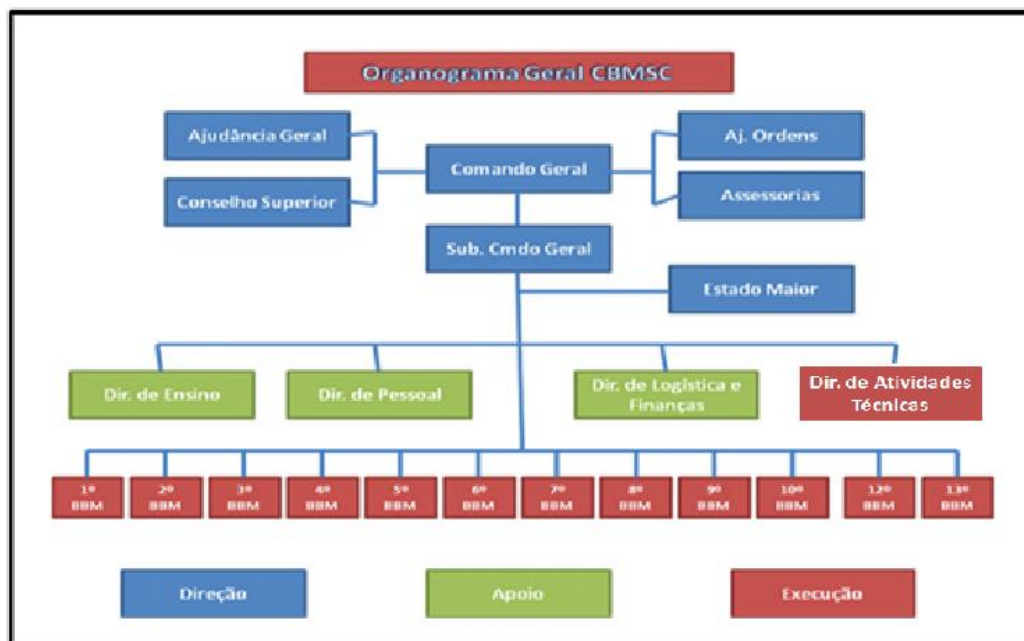 Organograma Geral CBMSC
Ajudância Geral
Aj. Ordens
Comando Geral
Conselho Superior
Assessorias
Sub. Cmdo Geral
Estado Maior
Dir. de Ensino
Dir. de Pessoal
Dir. de Logística e
Finanças
Dir. de Atividades
Técnicas
1º
BBM
2º
BBM
3º
BBM
4º
BBM
5º
BBM
6º
BBM
7º
BBM
8º
BBM
9º
BBM
10º
BBM
12º
BBM
13º
BBM
Direção
Apoio
Execução